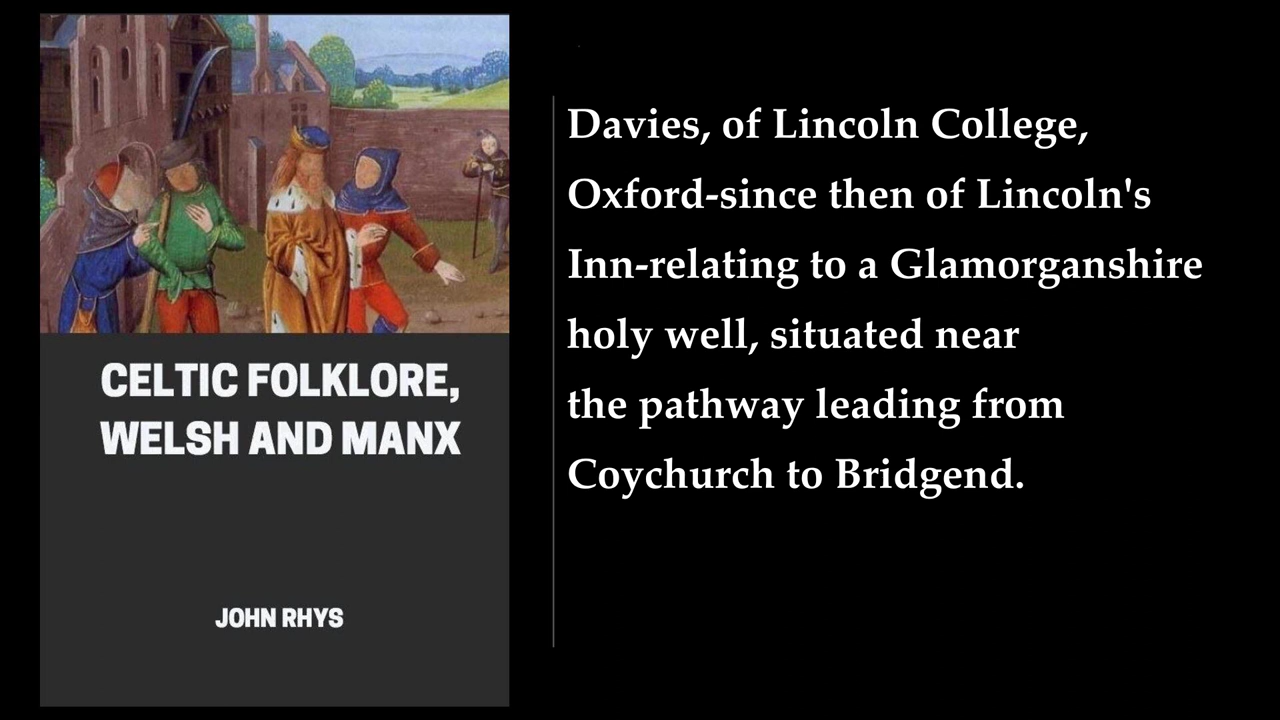 CELTIC FOLKLORE,
WELSH AND MANX
JOHN RHYS
Davies, of Lincoln College,
Oxford-since then of Lincoln's
Inn-relating to a Glamorganshire
holy well, situated near
the pathway leading from
Coychurch to Bridgend.